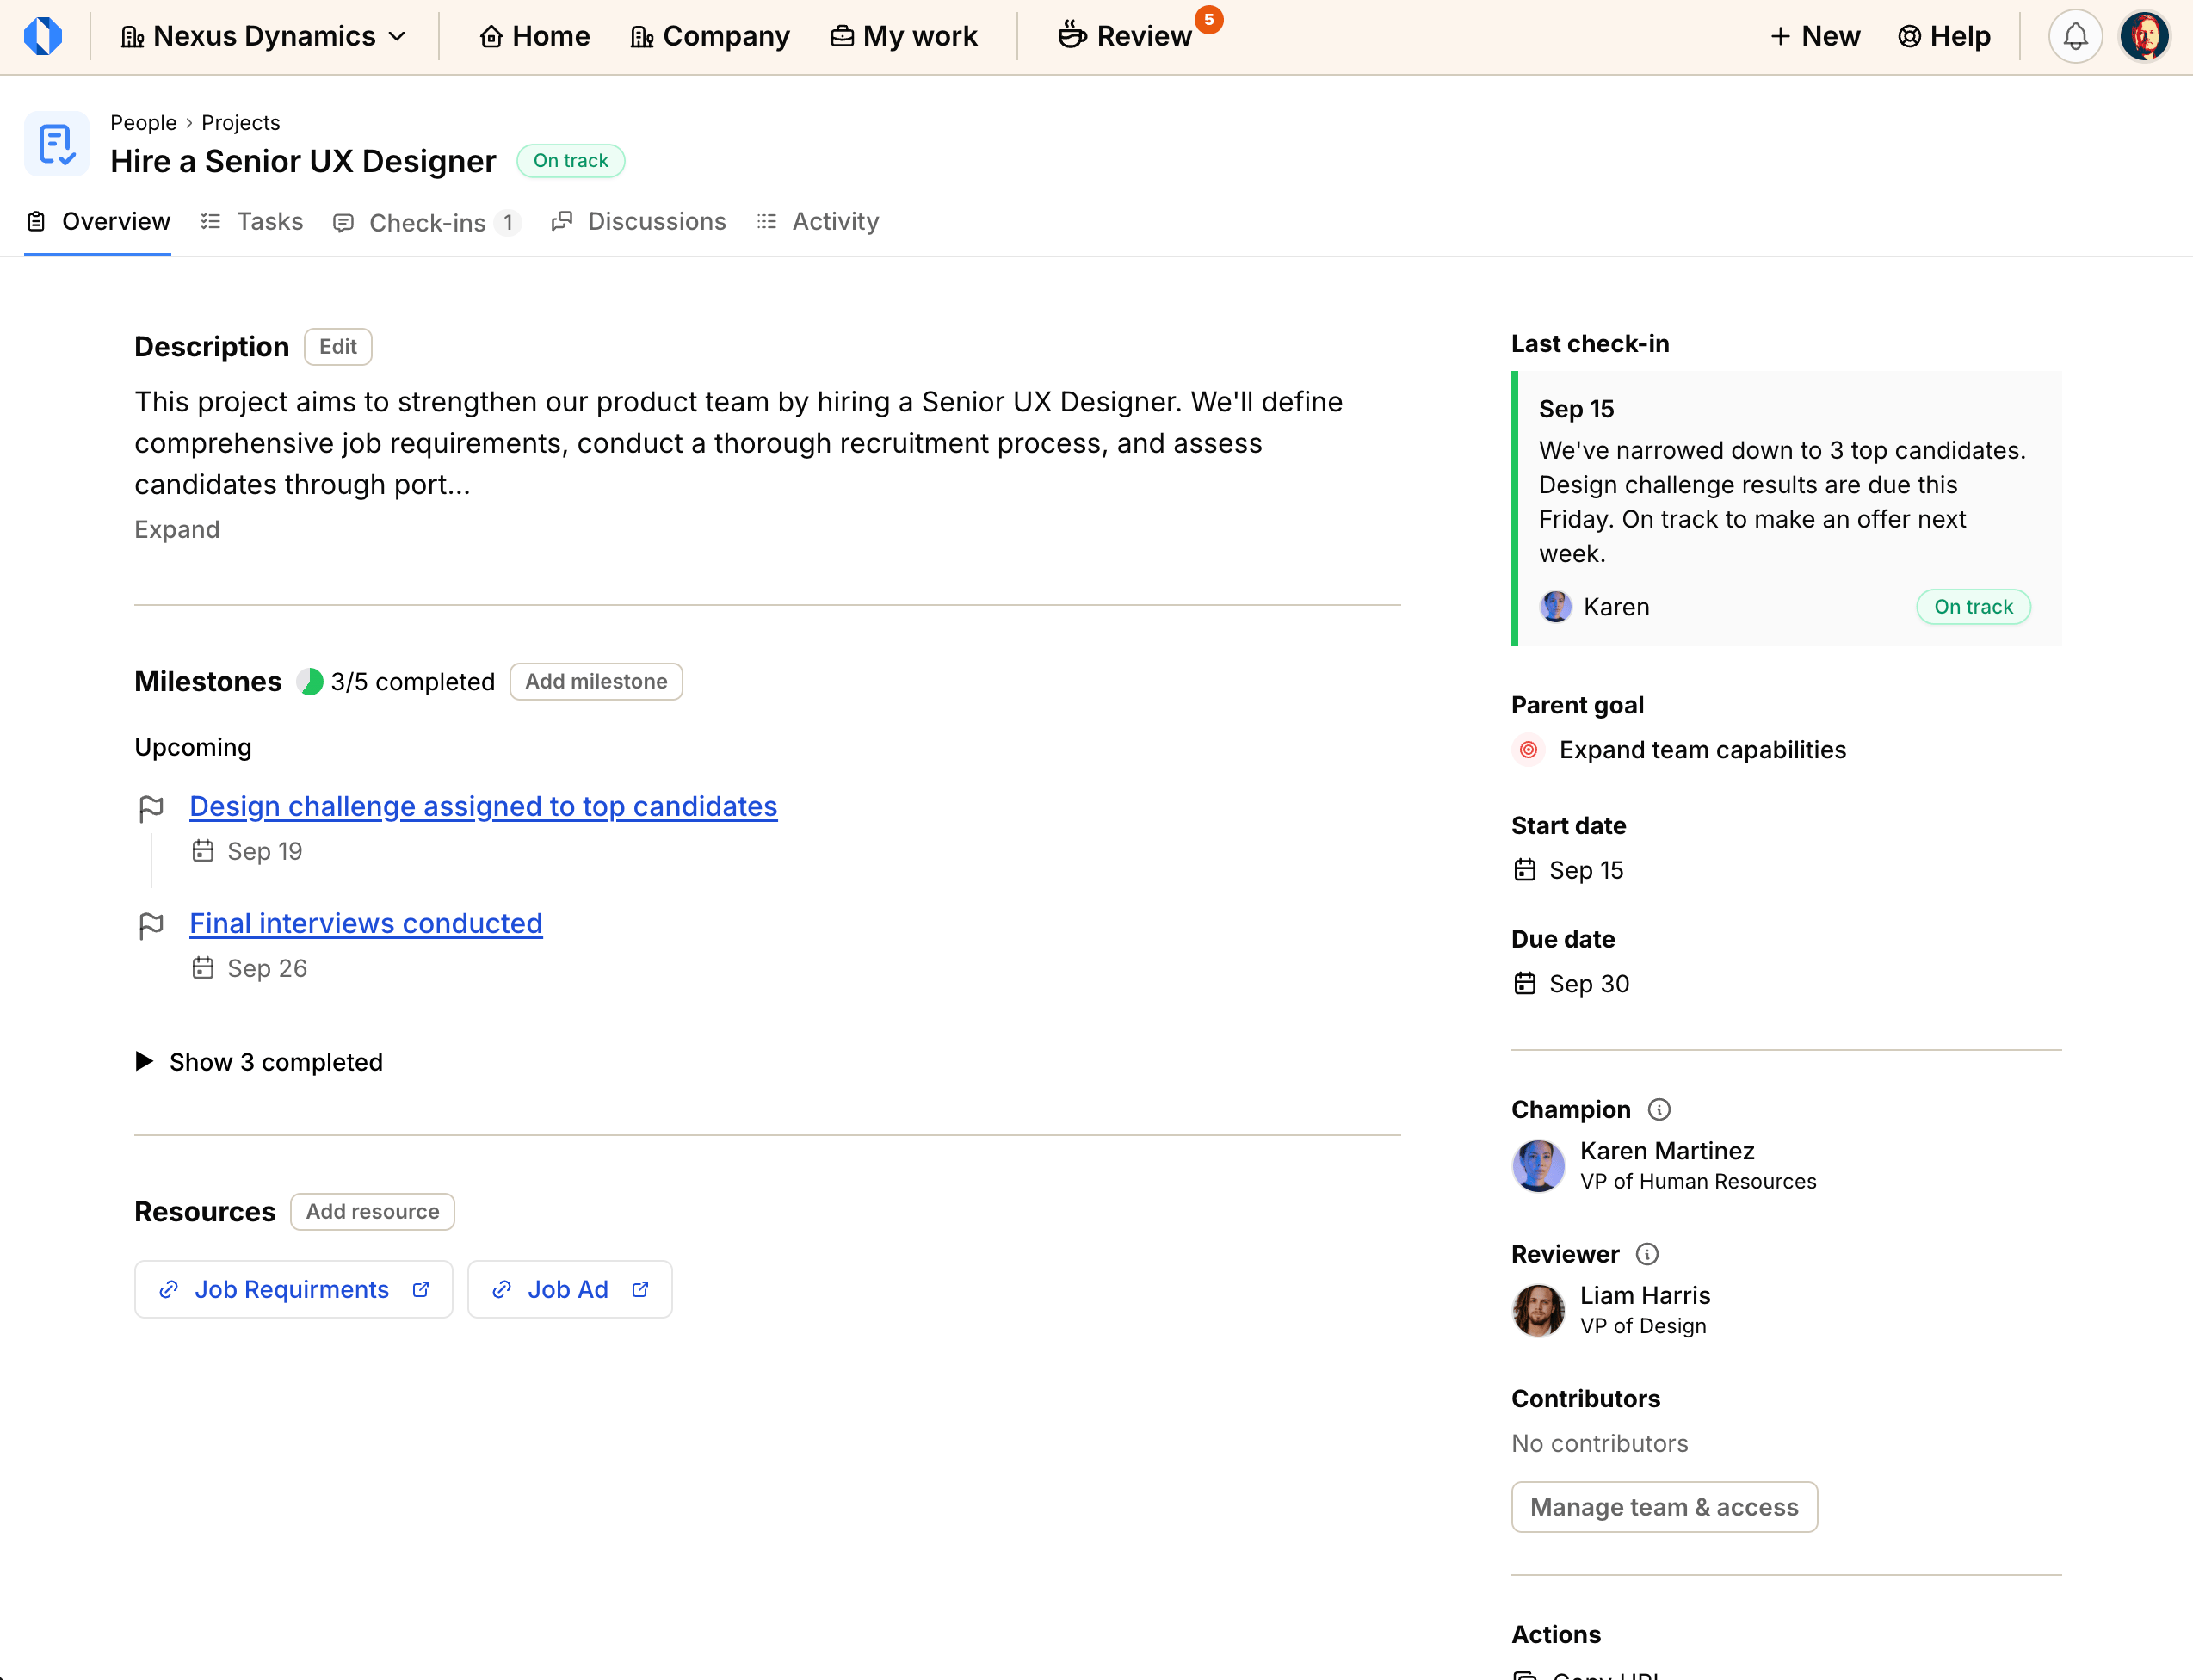 Nexus Dynamics
Home
Company
My work
Review
5
New
Help
People › Projects
Hire a Senior UX Designer
On track
Overview
Tasks
Check-ins 1
Discussions
Activity
Description
Edit
This project aims to strengthen our product team by hiring a Senior UX Designer. We'll define
comprehensive job requirements, conduct a thorough recruitment process, and assess
candidates through port...
Expand
Milestones
3/5 completed
Add milestone
Upcoming
Design challenge assigned to top candidates
Sep 19
Final interviews conducted
Sep 26
Show 3 completed
Resources
Add resource
Job Requirments
Job Ad
Last check-in
Sep 15
We've narrowed down to 3 top candidates.
Design challenge results are due this
Friday. On track to make an offer next
week.
Karen
On track
Parent goal
Expand team capabilities
Start date
Sep 15
Due date
Sep 30
Champion
Karen Martinez
VP of Human Resources
Reviewer
Liam Harris
VP of Design
Contributors
No contributors
Manage team & access
Actions
Copy URL